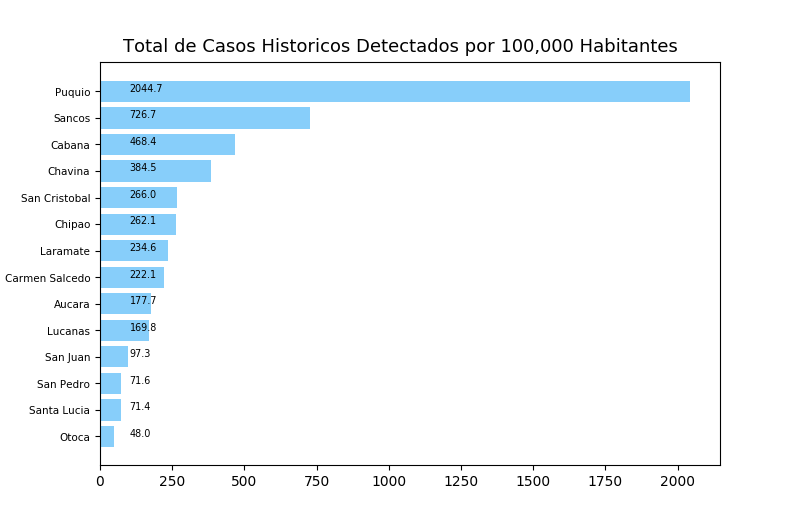 Total de Casos Historicos Detectados por 100,000 Habitantes
Puquio 2044.7
Sancos 726.7
Cabana 468.4
Chavina 384.5
San Cristobal 266.0
Chipao 262.1
Laramate 234.6
Carmen Salcedo 222.1
Aucara 177.7
Lucanas 169.8
San Juan 97.3
San Pedro 71.6
Santa Lucia 71.4
Otoca 48.0
0 250 500 750 1000 1250 1500 1750 2000